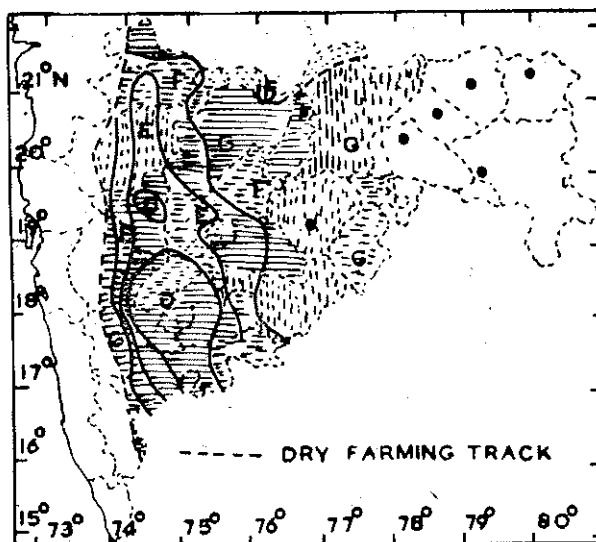 21° N
20°
19°
18°
17°
16°
15°
F
D
E
G
G
F
G
D
---- DRY FARMING TRACK
73° 74° 75° 76° 77° 78° 79° 80°